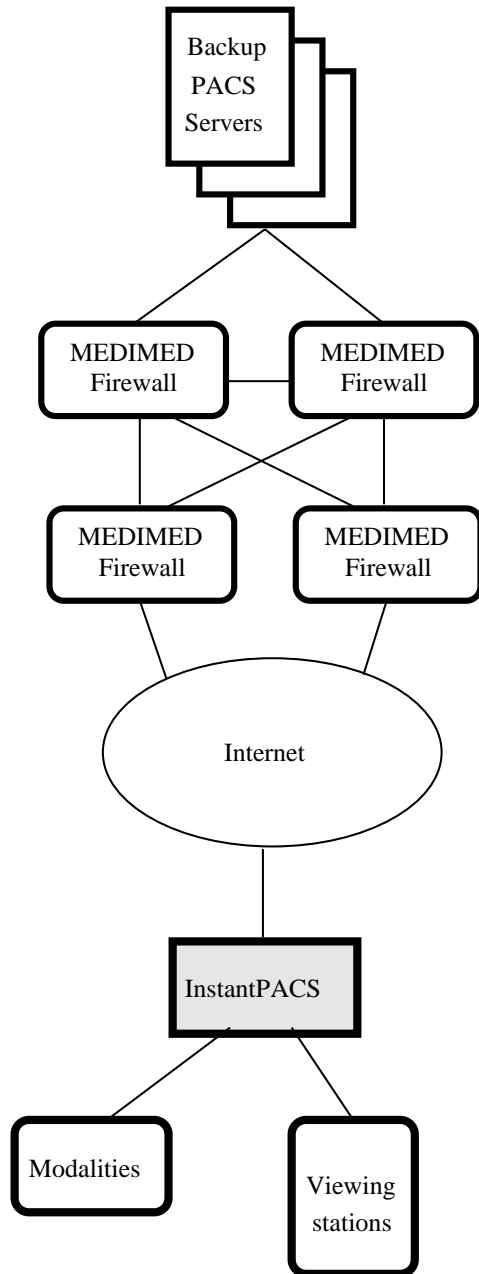 Backup
PACS
Servers
MEDIMED
Firewall
MEDIMED
Firewall
MEDIMED
Firewall
MEDIMED
Firewall
Internet
InstantPACS
Modalities
Viewing
stations